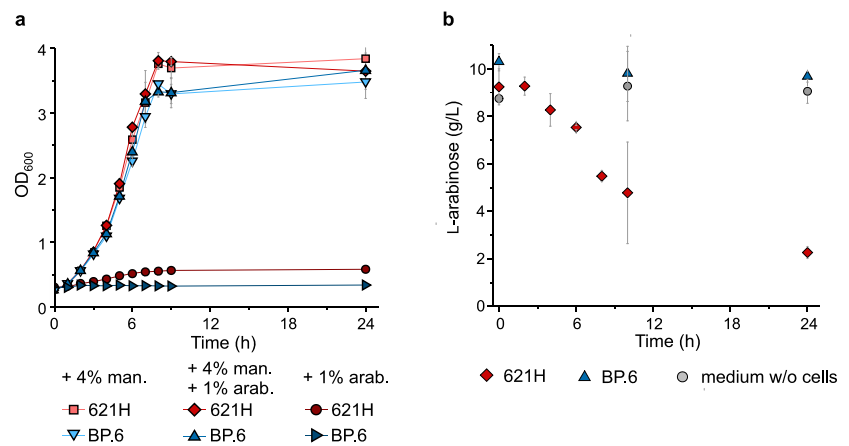 a
OD600
4
3
2
1
0
0 6 12 18 24
Time (h)
+ 4% man.
+ 4% man.
+ 1% arab.
+ 1% arab.
621H 621H 621H
BP.6 BP.6 BP.6
b
L-arabinose (g/L)
10
8
6
4
2
0
0 6 12 18 24
Time (h)
621H BP.6 medium w/o cells